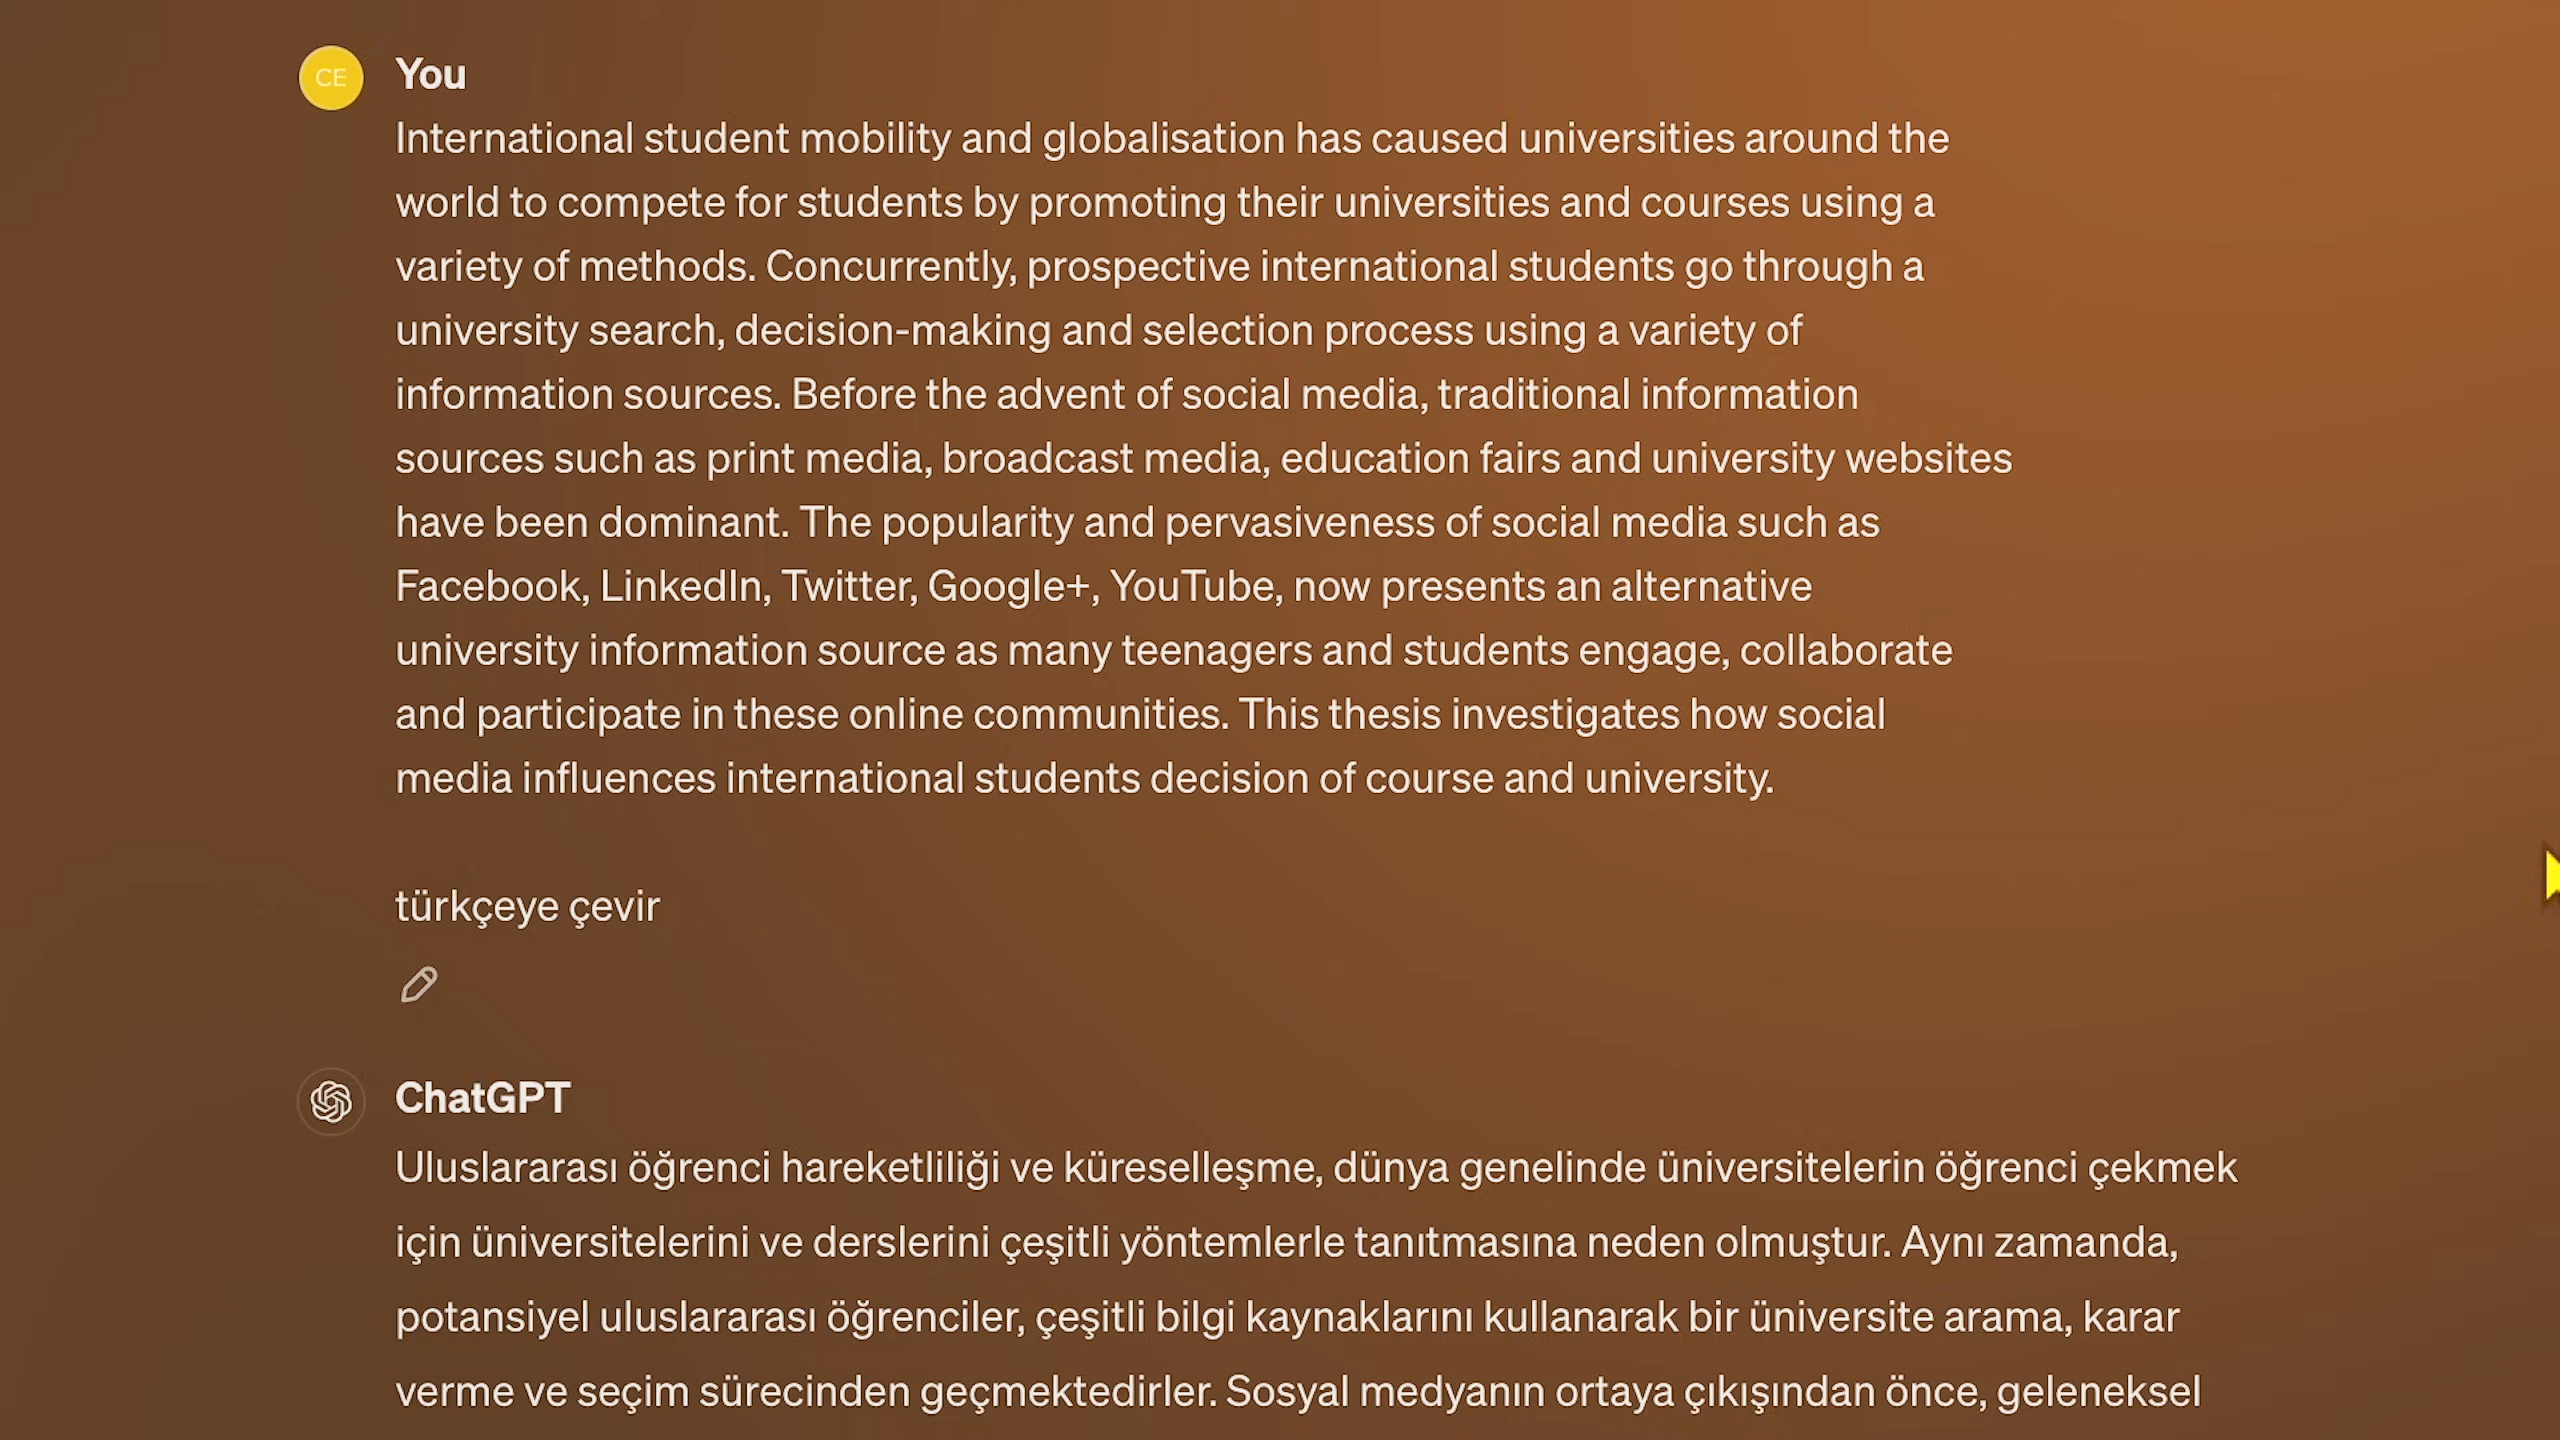 CE
You
International student mobility and globalisation has caused universities around the
world to compete for students by promoting their universities and courses using a
variety of methods. Concurrently, prospective international students go through a
university search, decision-making and selection process using a variety of
information sources. Before the advent of social media, traditional information
sources such as print media, broadcast media, education fairs and university websites
have been dominant. The popularity and pervasiveness of social media such as
Facebook, LinkedIn, Twitter, Google+, YouTube, now presents an alternative
university information source as many teenagers and students engage, collaborate
and participate in these online communities. This thesis investigates how social
media influences international students decision of course and university.
türkçeye çevir
ChatGPT
Uluslararası öğrenci hareketliliği ve küreselleşme, dünya genelinde üniversitelerin öğrenci çekmek
için üniversitelerini ve derslerini çeşitli yöntemlerle tanıtmasına neden olmuştur. Aynı zamanda,
potansiyel uluslararası öğrenciler, çeşitli bilgi kaynaklarını kullanarak bir üniversite arama, karar
verme ve seçim sürecinden geçmektedirler. Sosyal medyanın ortaya çıkışından önce, geleneksel